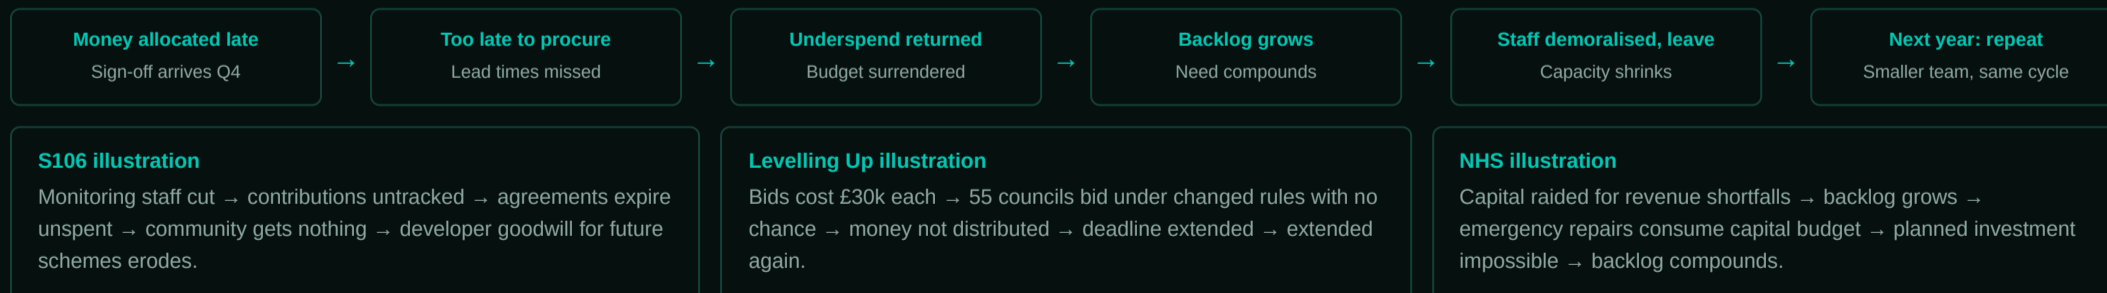 Money allocated late
Sign-off arrives Q4
→
Too late to procure
Lead times missed
→
Underspend returned
Budget surrendered
→
Backlog grows
Need compounds
→
Staff demoralised, leave
Capacity shrinks
→
Next year: repeat
Smaller team, same cycle
S106 illustration
Monitoring staff cut → contributions untracked → agreements expire
unspent → community gets nothing → developer goodwill for future
schemes erodes.
Levelling Up illustration
Bids cost £30k each → 55 councils bid under changed rules with no
chance → money not distributed → deadline extended → extended
again.
NHS illustration
Capital raided for revenue shortfalls → backlog grows →
emergency repairs consume capital budget → planned investment
impossible → backlog compounds.